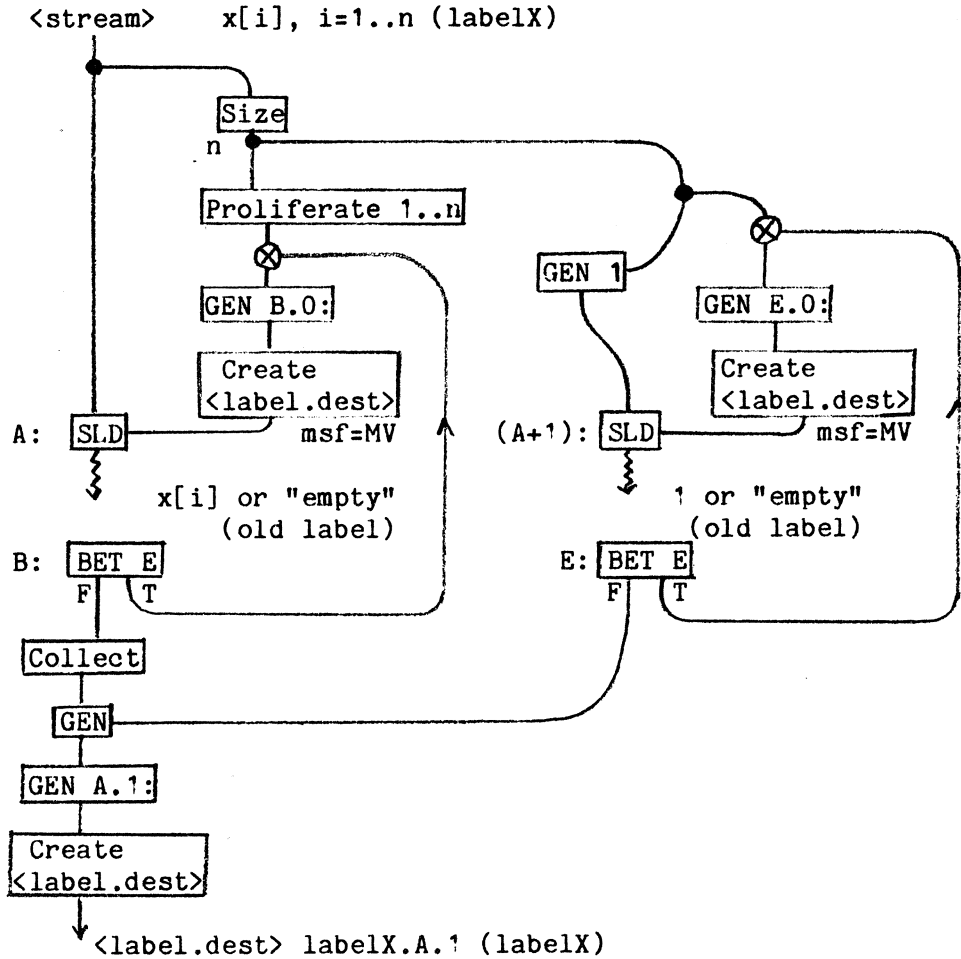 <stream> x[i], i=1..n (labelX)
Size
n
Proliferate 1..n
GEN 1
GEN B.0:
GEN E.0:
Create
<label.dest>
Create
<label.dest>
A: SLD
msf=MV
(A+1): SLD
msf=MV
x[i] or "empty"
(old label)
1 or "empty"
(old label)
B: BET E
F T
E: BET E
F T
Collect
GEN
GEN A.1:
Create
<label.dest>
<label.dest> labelX.A.1 (labelX)